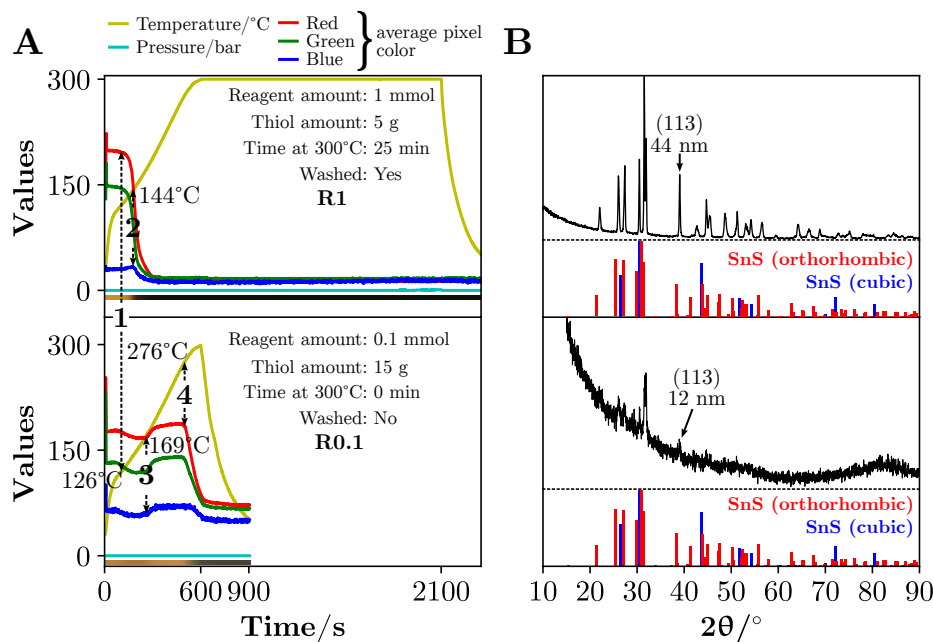 A
Temperature/°C
Pressure/bar
Red
Green
Blue
average pixel
color
B
Values
300
150
0
Reagent amount: 1 mmol
Thiol amount: 5 g
Time at 300°C: 25 min
Washed: Yes
R1
144°C
2
1
Values
300
150
0
276°C
Reagent amount: 0.1 mmol
Thiol amount: 15 g
Time at 300°C: 0 min
Washed: No
R0.1
4
169°C
126°C
3
0
600
900
2100
Time/s
(113)
44 nm
SnS (orthorhombic)
SnS (cubic)
(113)
12 nm
SnS (orthorhombic)
SnS (cubic)
10 20 30 40 50 60 70 80 90
2θ/°